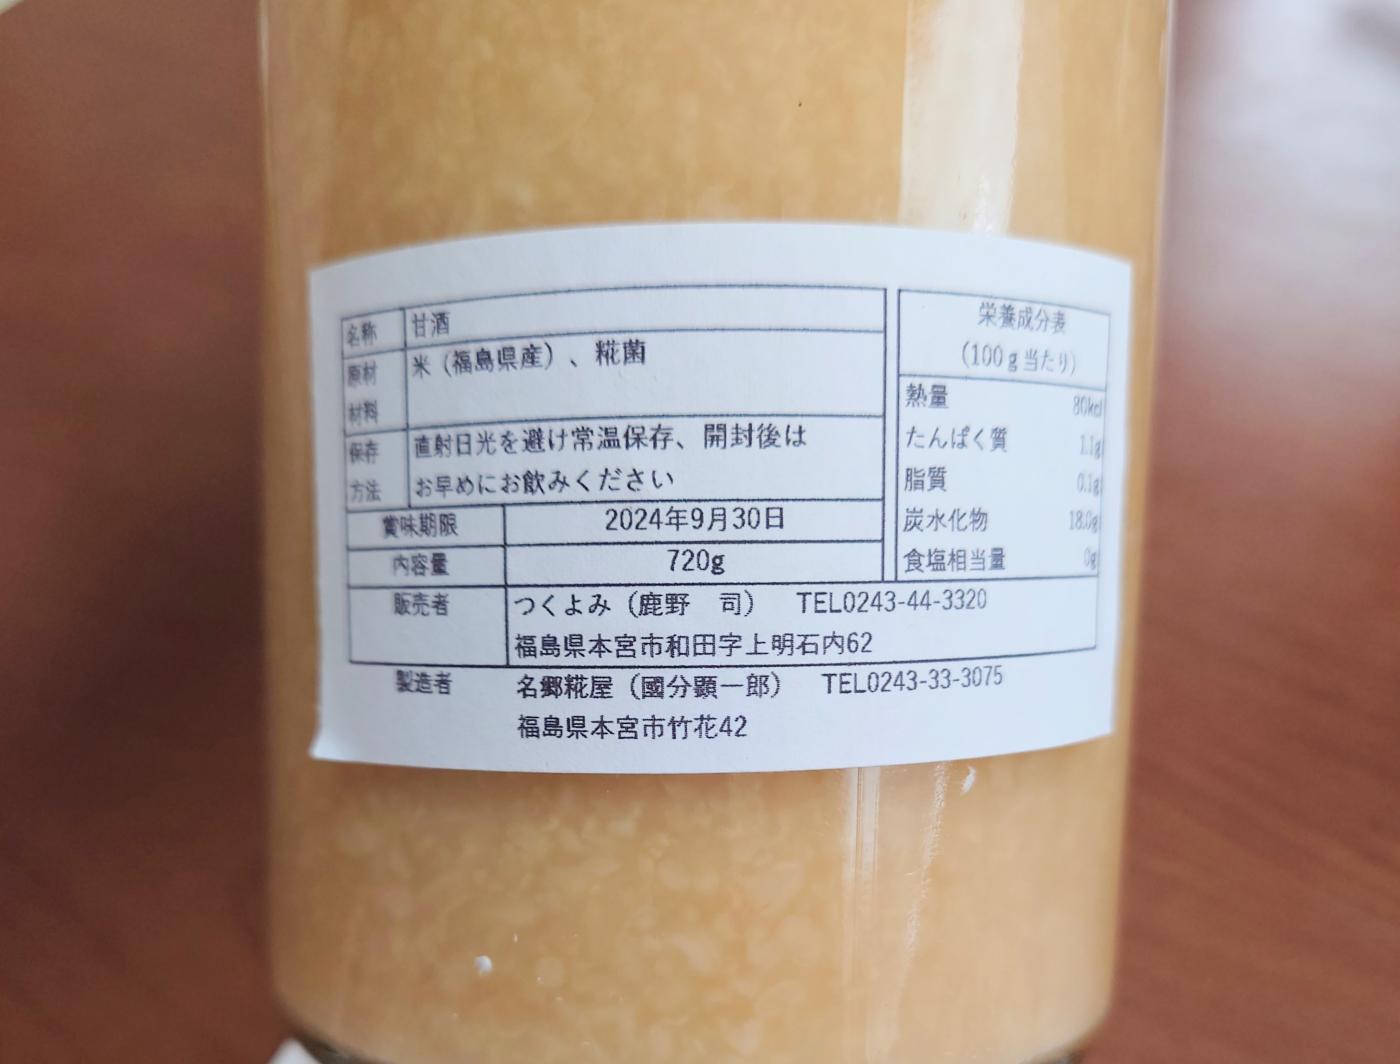 名称 甘酒
原材材料 米（福島県産）、糀菌
保存方法 直射日光を避け常温保存、開封後は
お早めにお飲みください
賞味期限 2024年9月30日
内容量 720g
栄養成分表
（100ｇ当たり）
熱量 80kcl
たんぱく質 1.1g
脂質 0.1g
炭水化物 18.0g
食塩相当量 0g
販売者 つくよみ（鹿野　司） TEL0243-44-3320
福島県本宮市和田字上明石内62
製造者 名郷糀屋（國分顕一郎） TEL0243-33-3075
福島県本宮市竹花42